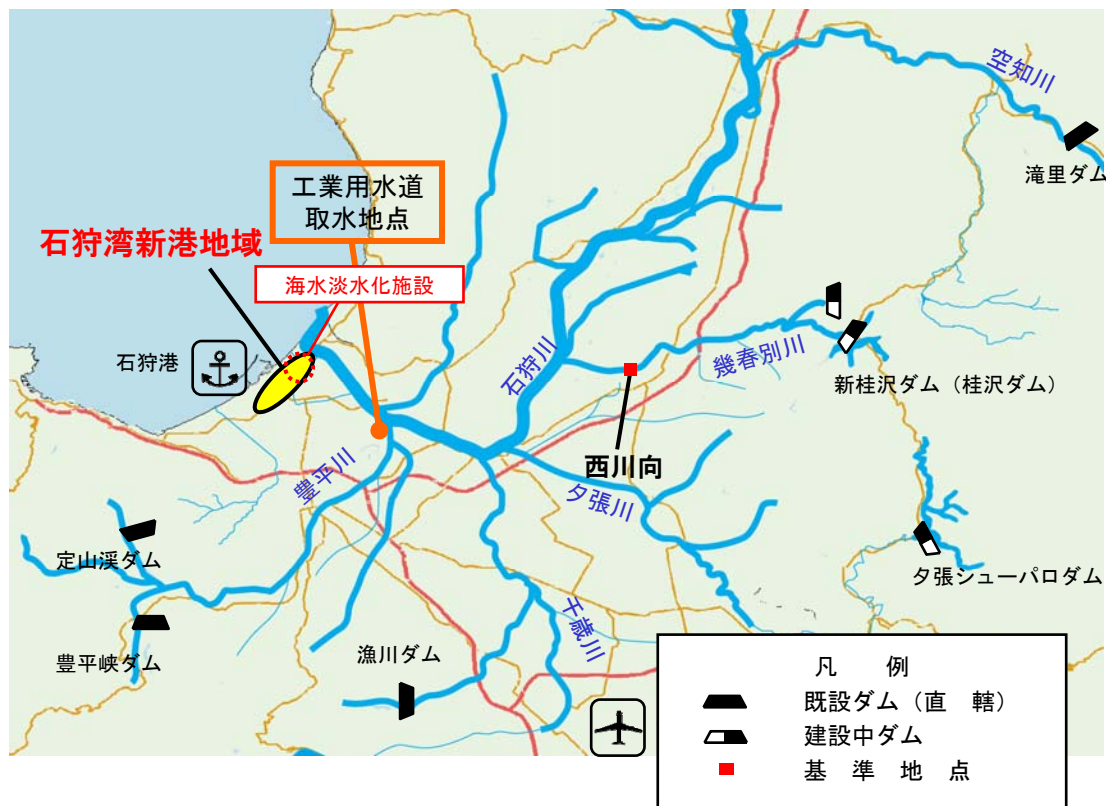 空知川
滝里ダム
工業用水道
取水地点
石狩湾新港地域
海水淡水化施設
石狩港
石狩川
幾春別川
新桂沢ダム（桂沢ダム）
西川向
豊平川
夕張川
定山渓ダム
夕張シューパロダム
千歳川
豊平峡ダム
漁川ダム
凡　例
既設ダム（直　轄）
建設中ダム
基　準　地　点